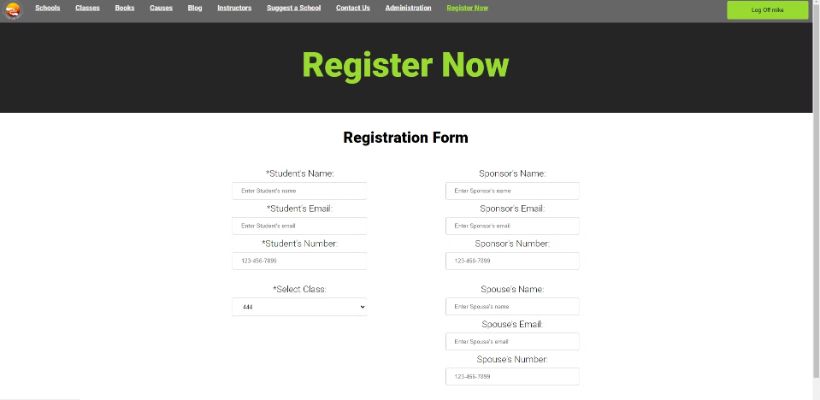 Schools Classes Books Causes Blog Instructors Suggest a School Contact Us Administration Register Now Log Off mike
Register Now
Registration Form
*Student's Name:
Enter Student's name
*Student's Email:
Enter Student's email
*Student's Number:
123-456-7899
*Select Class:
444
Sponsor's Name:
Enter Sponsor's name
Sponsor's Email:
Enter Sponsor's email
Sponsor's Number:
123-456-7899
Spouse's Name:
Enter Spouse's name
Spouse's Email:
Enter Spouse's email
Spouse's Number:
123-456-7899